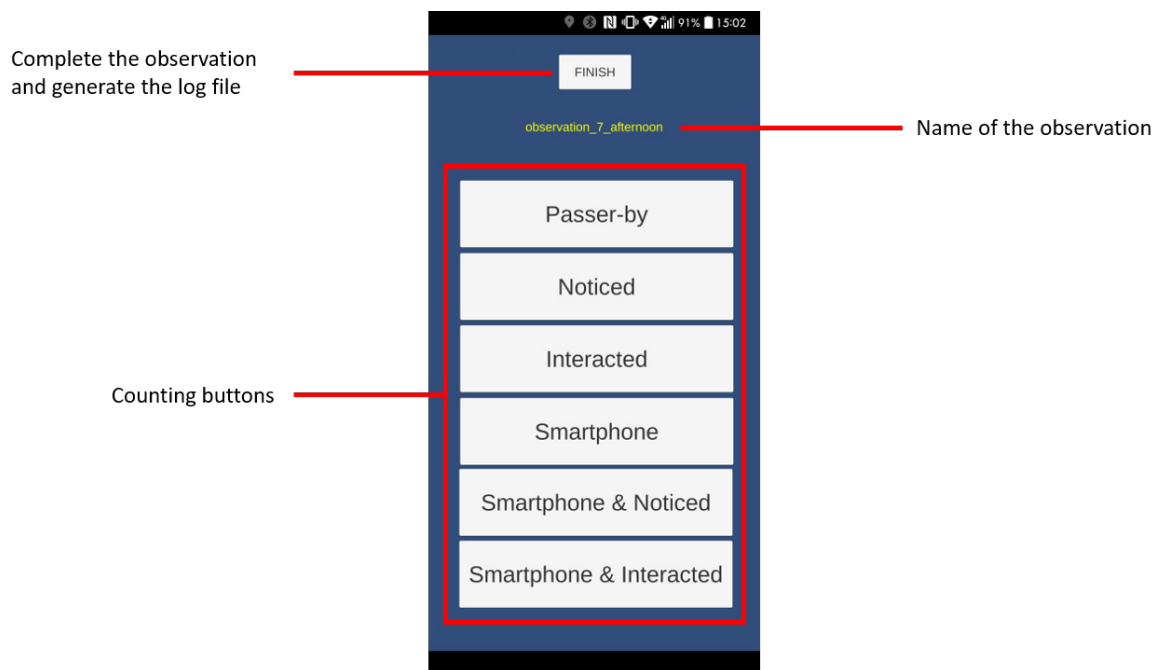 91% 15:02
Complete the observation
and generate the log file
FINISH
observation_7_afternoon
Name of the observation
Passer-by
Noticed
Interacted
Counting buttons
Smartphone
Smartphone & Noticed
Smartphone & Interacted